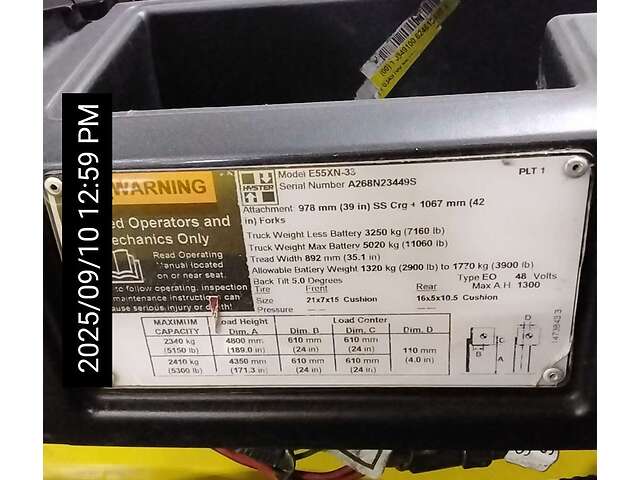 2025/09/10 12:59 PM
WARNING
ed Operators and
echanics Only
Read Operating
Manual located
on or near seat.
to follow operating, inspection
maintenance instructions can
cause serious injury or death!
HYSTER
Model E55XN-33
Serial Number A268N23449S
PLT 1
Attachment 978 mm (39 in) SS Crg + 1067 mm (42
in) Forks
Truck Weight Less Battery 3250 kg (7160 lb)
Truck Weight Max Battery 5020 kg (11060 lb)
Tread Width 892 mm (35.1 in)
Allowable Battery Weight 1320 kg (2900 lb) to 1770 kg (3900 lb)
Back Tilt 5.0 Degrees Type EO 48 Volts
Tire Front Rear Max A.H 1300
Size 21x7x15 Cushion 16x5x10.5 Cushion
Pressure
MAXIMUM CAPACITY Load Height Dim. A Load Center Dim. B Dim. C Dim. D
2340 kg (5150 lb) 4800 mm (189.0 in) 610 mm (24 in) 610 mm (24 in) 110 mm (4.0 in)
2410 kg (5300 lb) 4350 mm (171.3 in) 610 mm (24 in) 610 mm (24 in)
D
C
B
A